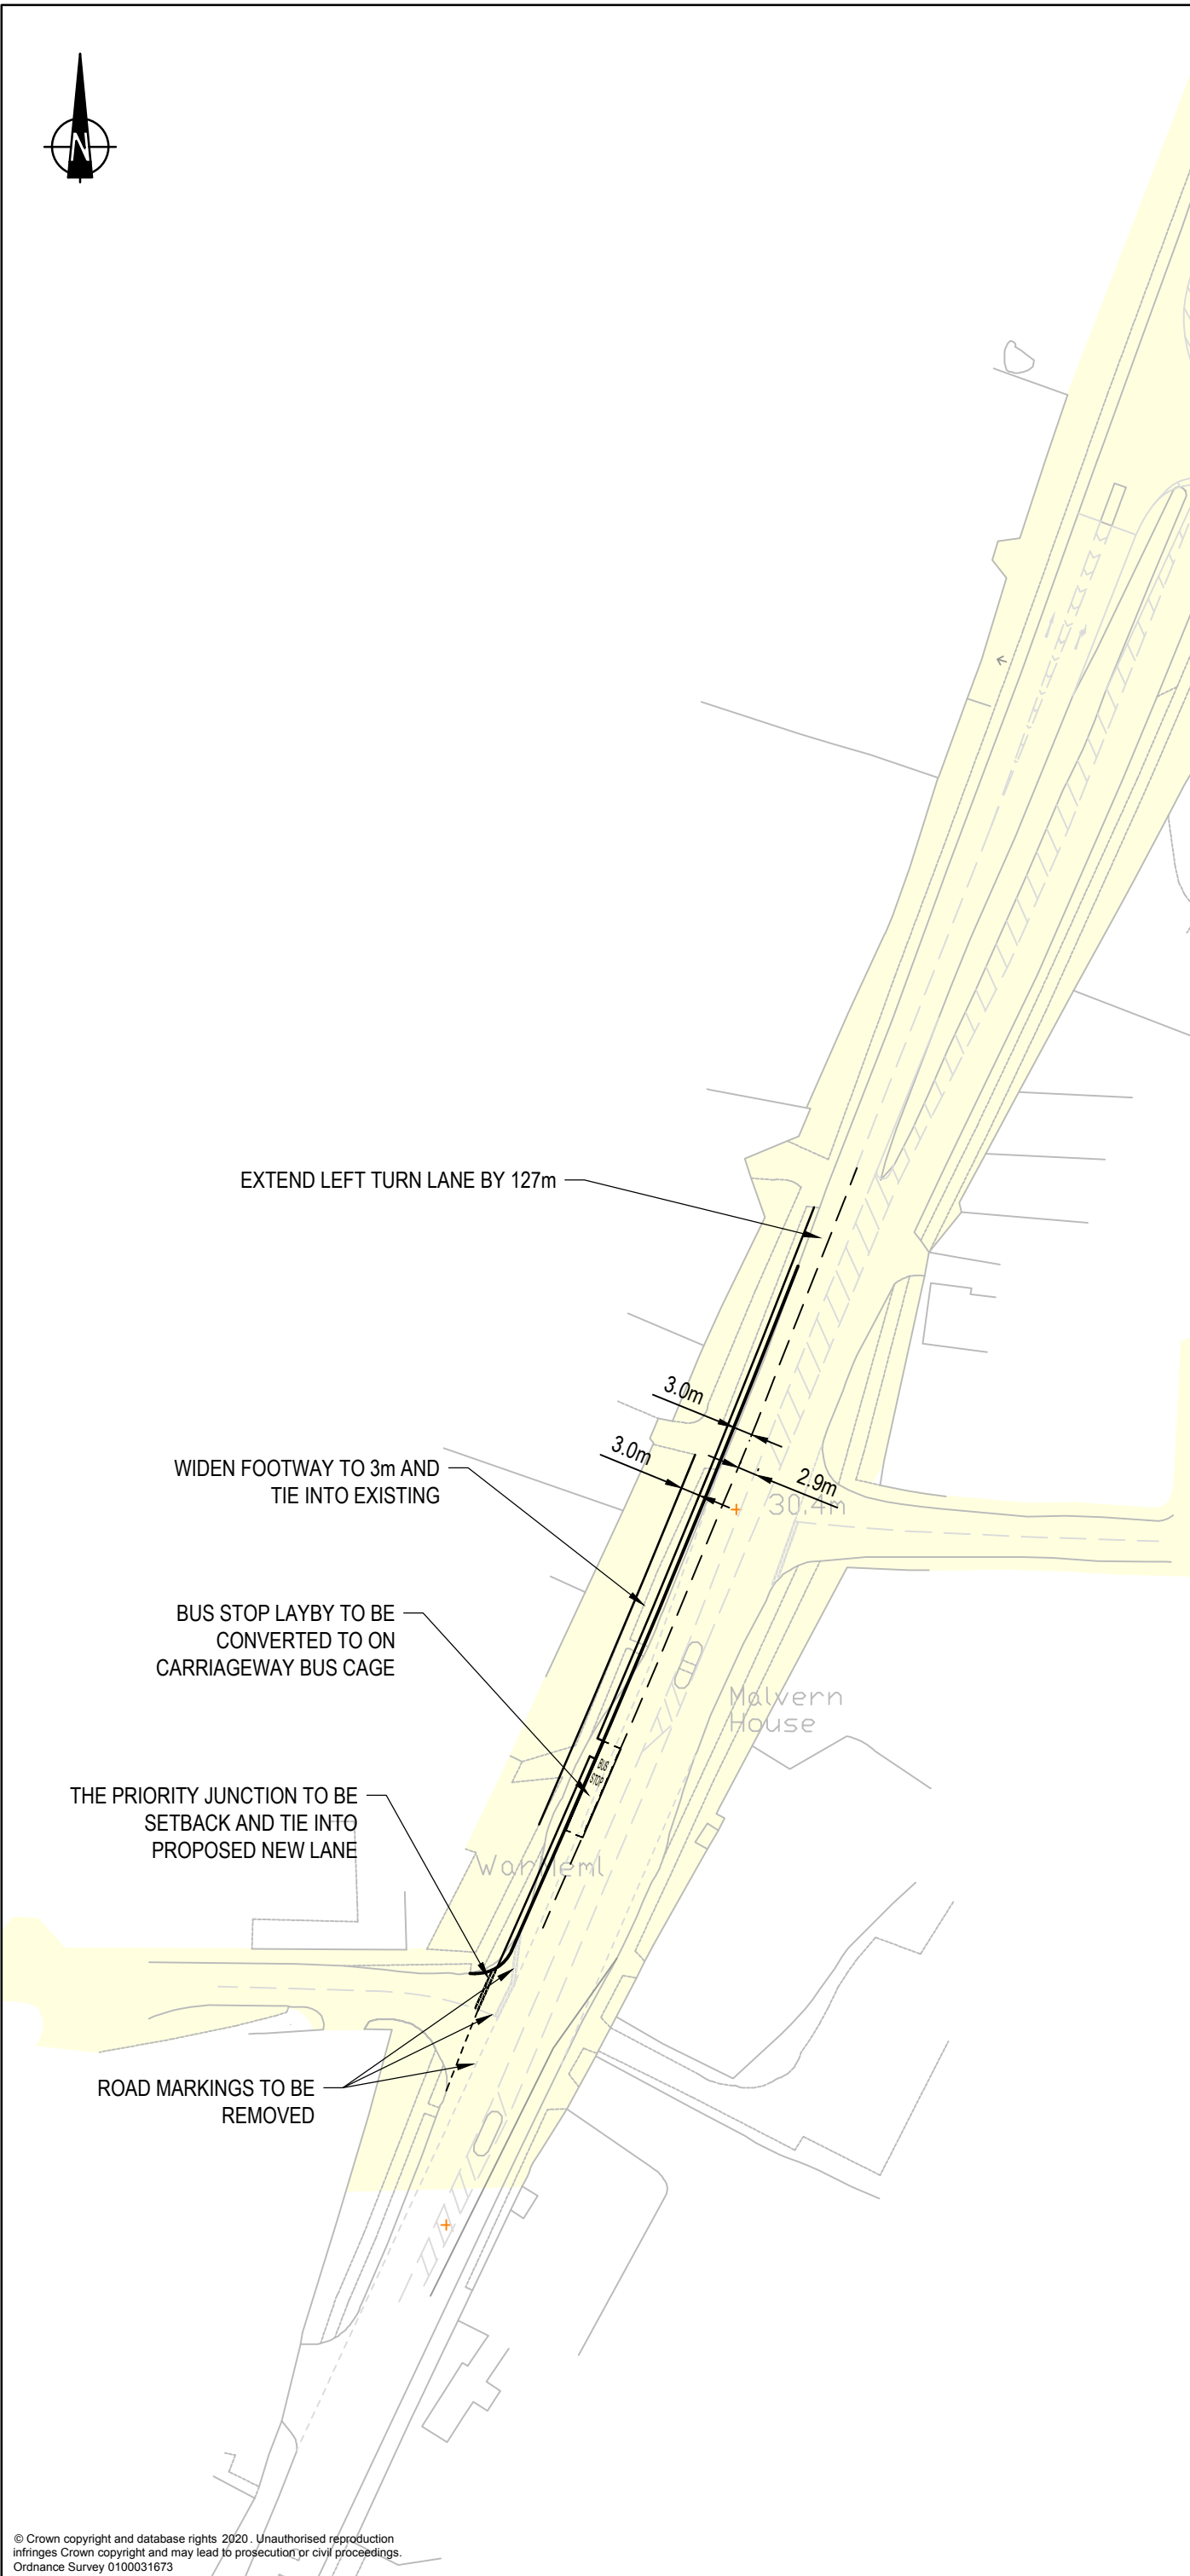 N
EXTEND LEFT TURN LANE BY 127m
3.0m
3.0m
2.9m
30.4m
WIDEN FOOTWAY TO 3m AND
TIE INTO EXISTING
BUS STOP LAYBY TO BE
CONVERTED TO ON
CARRIAGEWAY BUS CAGE
Malvern
House
BUS
STOP
THE PRIORITY JUNCTION TO BE
SETBACK AND TIE INTO
PROPOSED NEW LANE
ROAD MARKINGS TO BE
REMOVED
© Crown copyright and database rights 2020. Unauthorised reproduction
infringes Crown copyright and may lead to prosecution or civil proceedings.
Ordnance Survey 0100031673